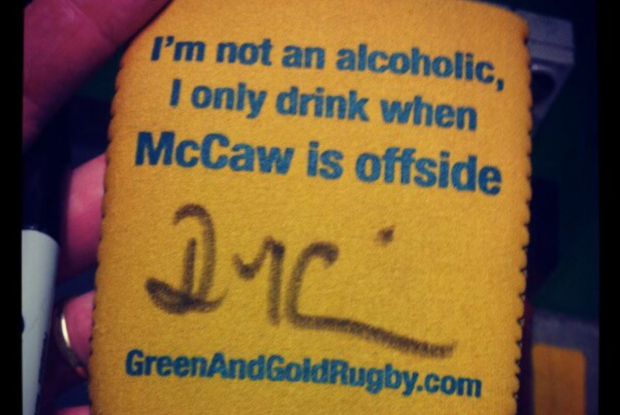 I'm not an alcoholic,
I only drink when
McCaw is offside
GreenAndGoldRugby.com